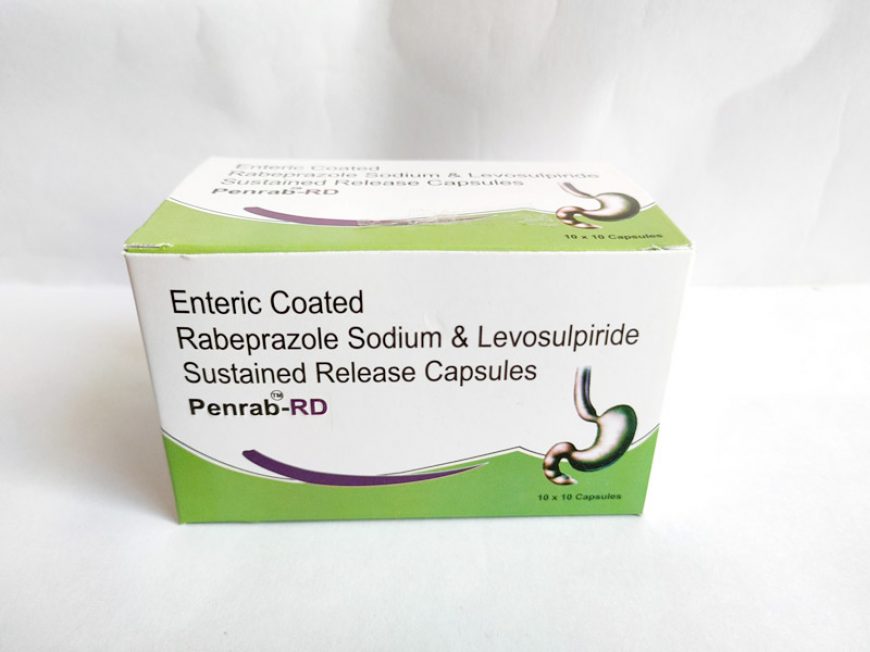 Enteric Coated
Rabeprazole Sodium & Levosulpiride
Sustained Release Capsules
Penrab-RD
10 x 10 Capsules
Enteric Coated
Rabeprazole Sodium & Levosulpiride
Sustained Release Capsules
Penrab™-RD
10 x 10 Capsules